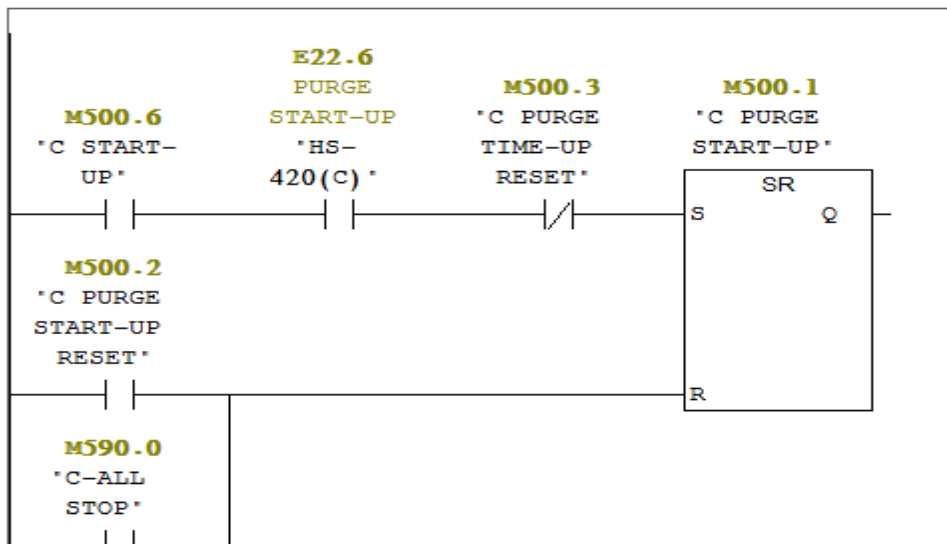 E22.6
PURGE
START-UP
"HS-
420(C)"
M500.6
"C START-
UP"
M500.3
"C PURGE
TIME-UP
RESET"
M500.1
"C PURGE
START-UP"
SR
S
Q
M500.2
"C PURGE
START-UP
RESET"
R
M590.0
"C-ALL
STOP"